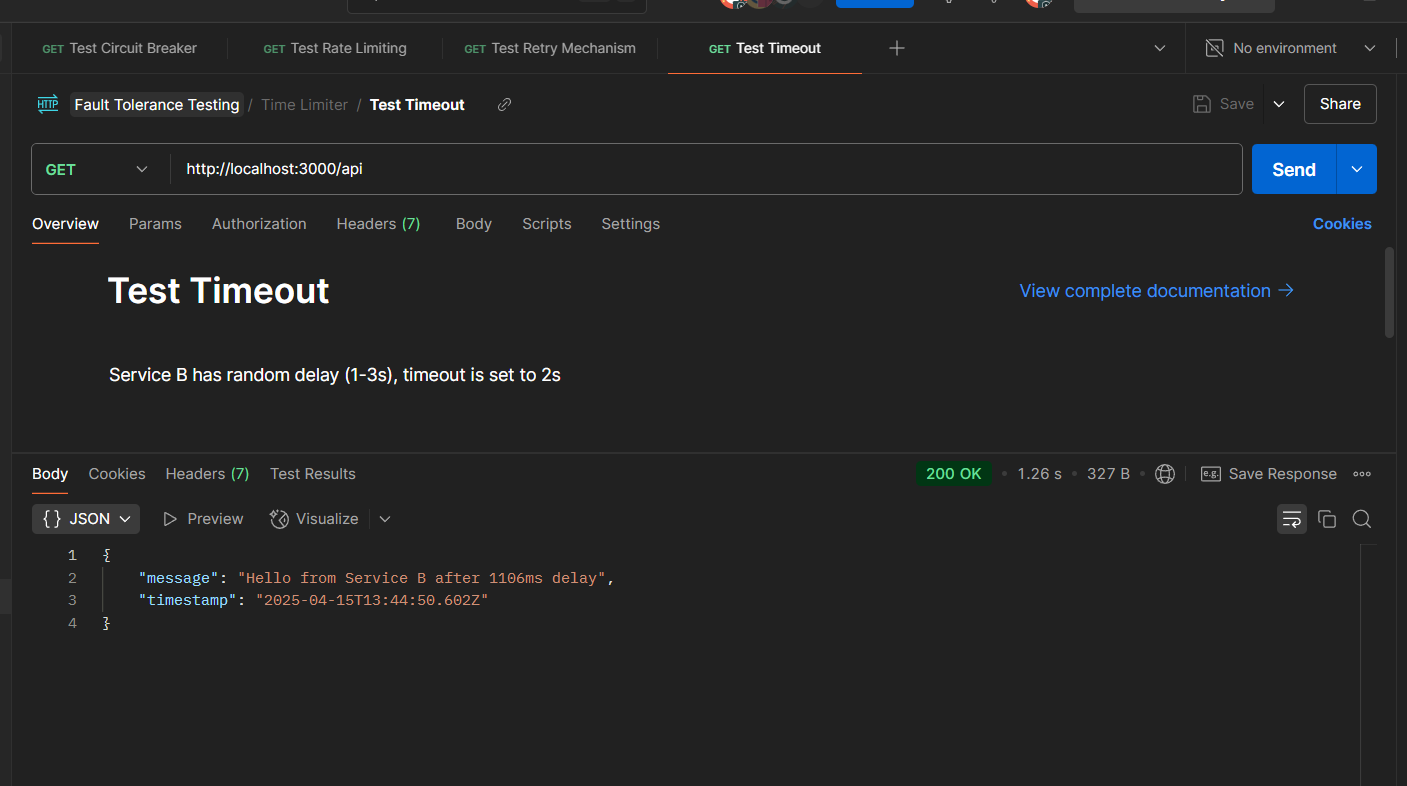 GET Test Circuit Breaker GET Test Rate Limiting GET Test Retry Mechanism GET Test Timeout No environment
HTTP Fault Tolerance Testing / Time Limiter / Test Timeout Save Share
GET http://localhost:3000/api Send
Overview Params Authorization Headers (7) Body Scripts Settings Cookies
Test Timeout View complete documentation →
Service B has random delay (1-3s), timeout is set to 2s
Body Cookies Headers (7) Test Results 200 OK • 1.26 s • 327 B • e.g. Save Response
{} JSON Preview Visualize
1 {
2 "message": "Hello from Service B after 1106ms delay",
3 "timestamp": "2025-04-15T13:44:50.602Z"
4 }